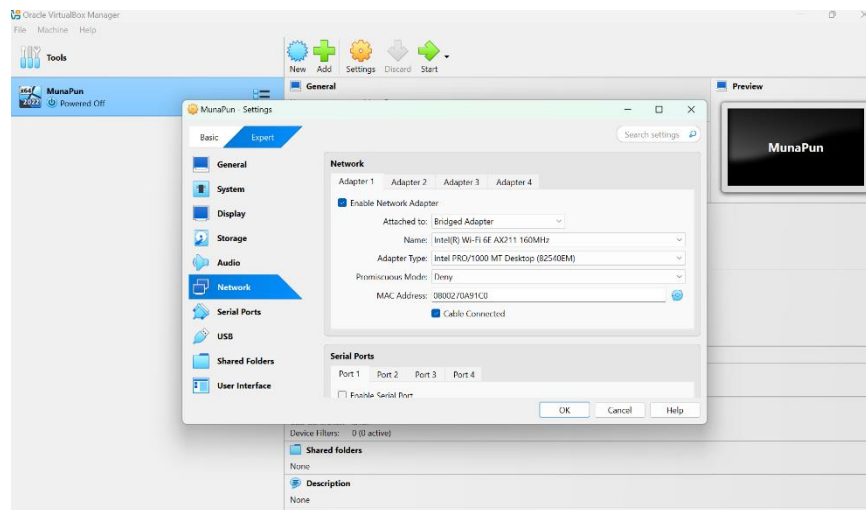 Oracle VirtualBox Manager
File Machine Help
Tools
New Add Settings Discard Start
MunaPun
Powered Off
General
Preview
MunaPun
MunaPun - Settings
Basic Expert
Search settings
General
System
Display
Storage
Audio
Network
Serial Ports
USB
Shared Folders
User Interface
Network
Adapter 1 Adapter 2 Adapter 3 Adapter 4
Enable Network Adapter
Attached to: Bridged Adapter
Name: Intel(R) Wi-Fi 6E AX211 160MHz
Adapter Type: Intel PRO/1000 MT Desktop (82540EM)
Promiscuous Mode: Deny
MAC Address: 0800270A91C0
Cable Connected
Serial Ports
Port 1 Port 2 Port 3 Port 4
Enable Serial Port
OK Cancel Help
Device Filters: 0 (0 active)
Shared folders
None
Description
None